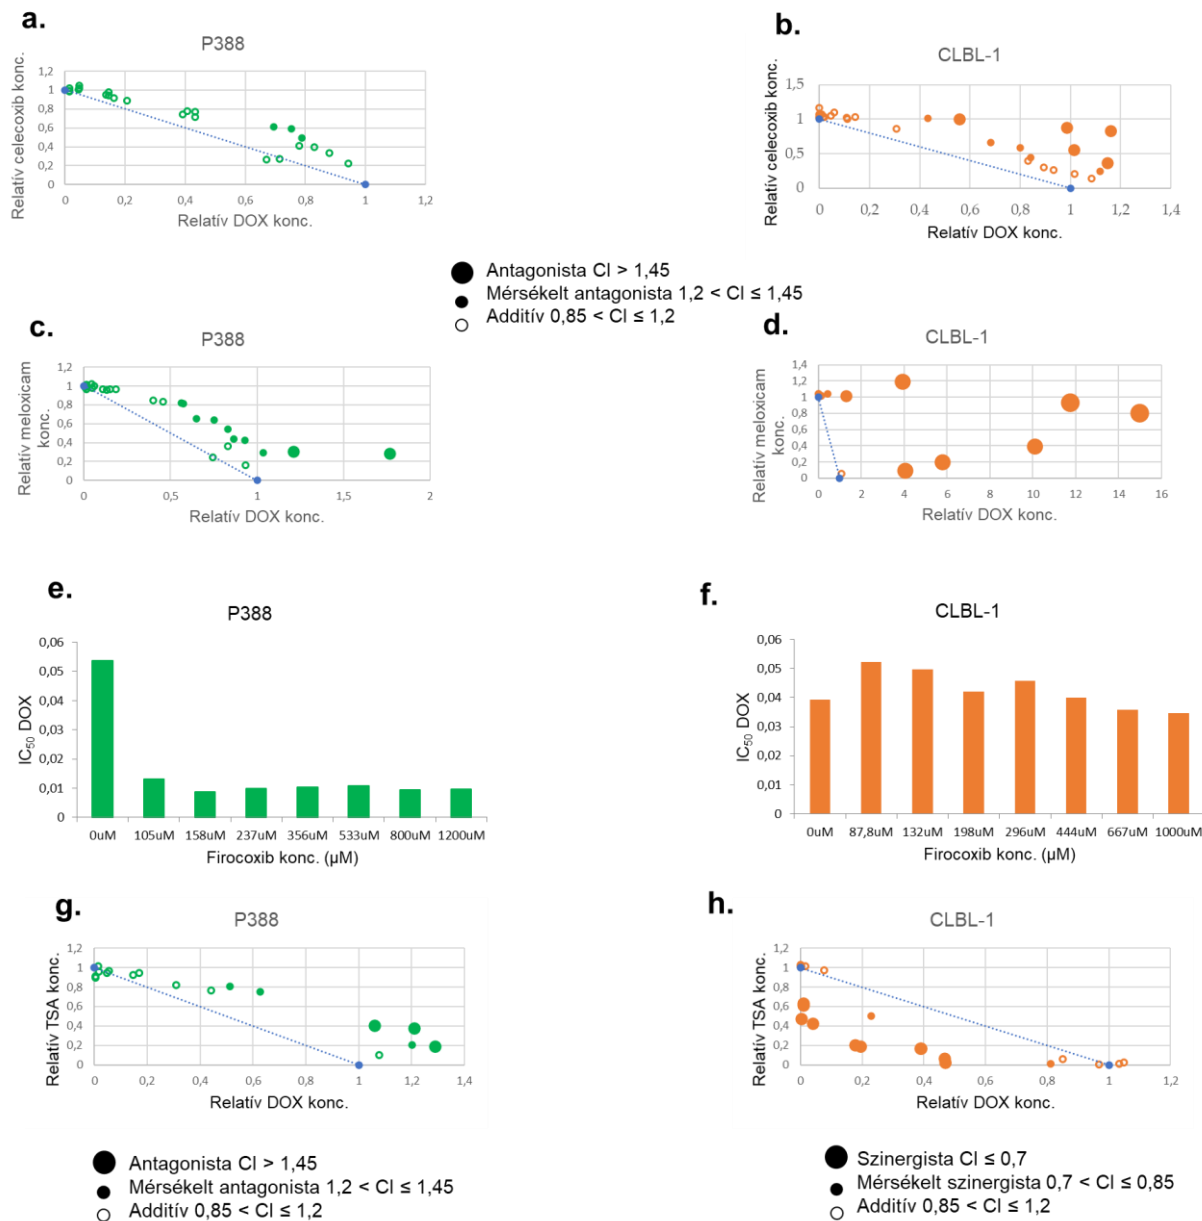 a.
P388
Relatív celecoxib konc.
1,2
1
0,8
0,6
0,4
0,2
0
0 0,2 0,4 0,6 0,8 1 1,2
Relatív DOX konc.
b.
CLBL-1
Relatív celecoxib konc.
1,5
1
0,5
0
0 0,2 0,4 0,6 0,8 1 1,2 1,4
Relatív DOX konc.
Antagonista CI > 1,45
Mérsékelt antagonista 1,2 < CI ≤ 1,45
Additív 0,85 < CI ≤ 1,2
c.
P388
Relatív meloxicam
konc.
1,2
1
0,8
0,6
0,4
0,2
0
0 0,5 1 1,5 2
Relatív DOX konc.
d.
CLBL-1
Relatív meloxicam
konc.
1,4
1,2
1
0,8
0,6
0,4
0,2
0
0 2 4 6 8 10 12 14 16
Relatív DOX konc.
e.
P388
IC50 DOX
0,06
0,05
0,04
0,03
0,02
0,01
0
0uM 105uM 158uM 237uM 356uM 533uM 800uM 1200uM
Firocoxib konc. (µM)
f.
CLBL-1
IC50 DOX
0,06
0,05
0,04
0,03
0,02
0,01
0
0uM 87,8uM 132uM 198uM 296uM 444uM 667uM 1000uM
Firocoxib konc. (µM)
g.
P388
Relatív TSA konc.
1,2
1
0,8
0,6
0,4
0,2
0
0 0,2 0,4 0,6 0,8 1 1,2 1,4
Relatív DOX konc.
h.
CLBL-1
Relatív TSA konc.
1,2
1
0,8
0,6
0,4
0,2
0
0 0,2 0,4 0,6 0,8 1 1,2
Relatív DOX konc.
Antagonista CI > 1,45
Mérsékelt antagonista 1,2 < CI ≤ 1,45
Additív 0,85 < CI ≤ 1,2
Szinergista CI ≤ 0,7
Mérsékelt szinergista 0,7 < CI ≤ 0,85
Additív 0,85 < CI ≤ 1,2